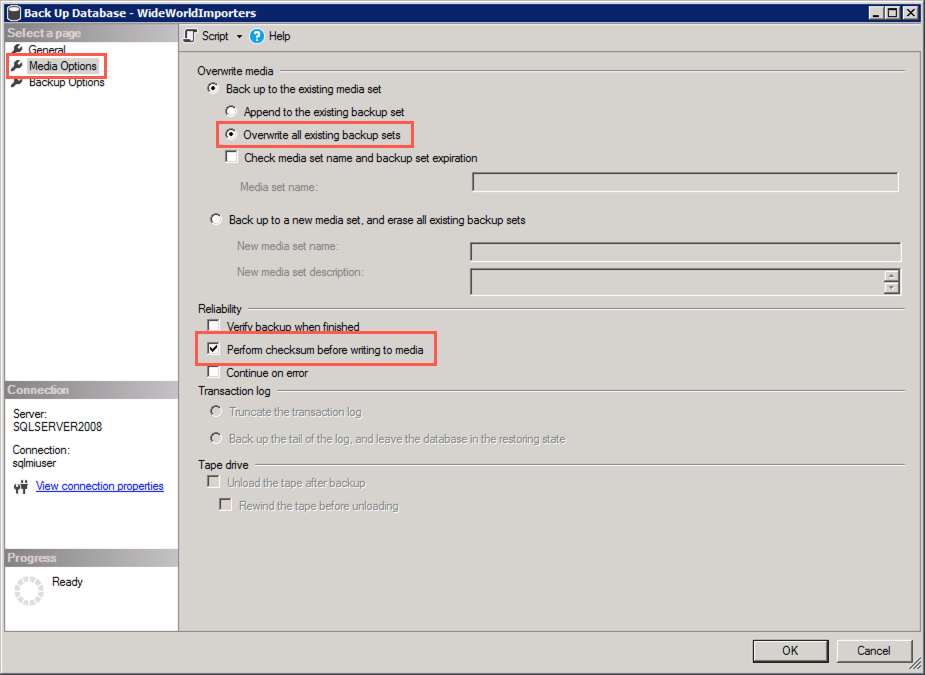 Back Up Database - WideWorldImporters
Select a page
General
Media Options
Backup Options
Script
Help
Overwrite media
Back up to the existing media set
Append to the existing backup set
Overwrite all existing backup sets
Check media set name and backup set expiration
Media set name:
Back up to a new media set, and erase all existing backup sets
New media set name:
New media set description:
Reliability
Verify backup when finished
Perform checksum before writing to media
Continue on error
Transaction log
Truncate the transaction log
Back up the tail of the log, and leave the database in the restoring state
Tape drive
Unload the tape after backup
Rewind the tape before unloading
Connection
Server:
SQLSERVER2008
Connection:
sqlmiuser
View connection properties
Progress
Ready
OK
Cancel